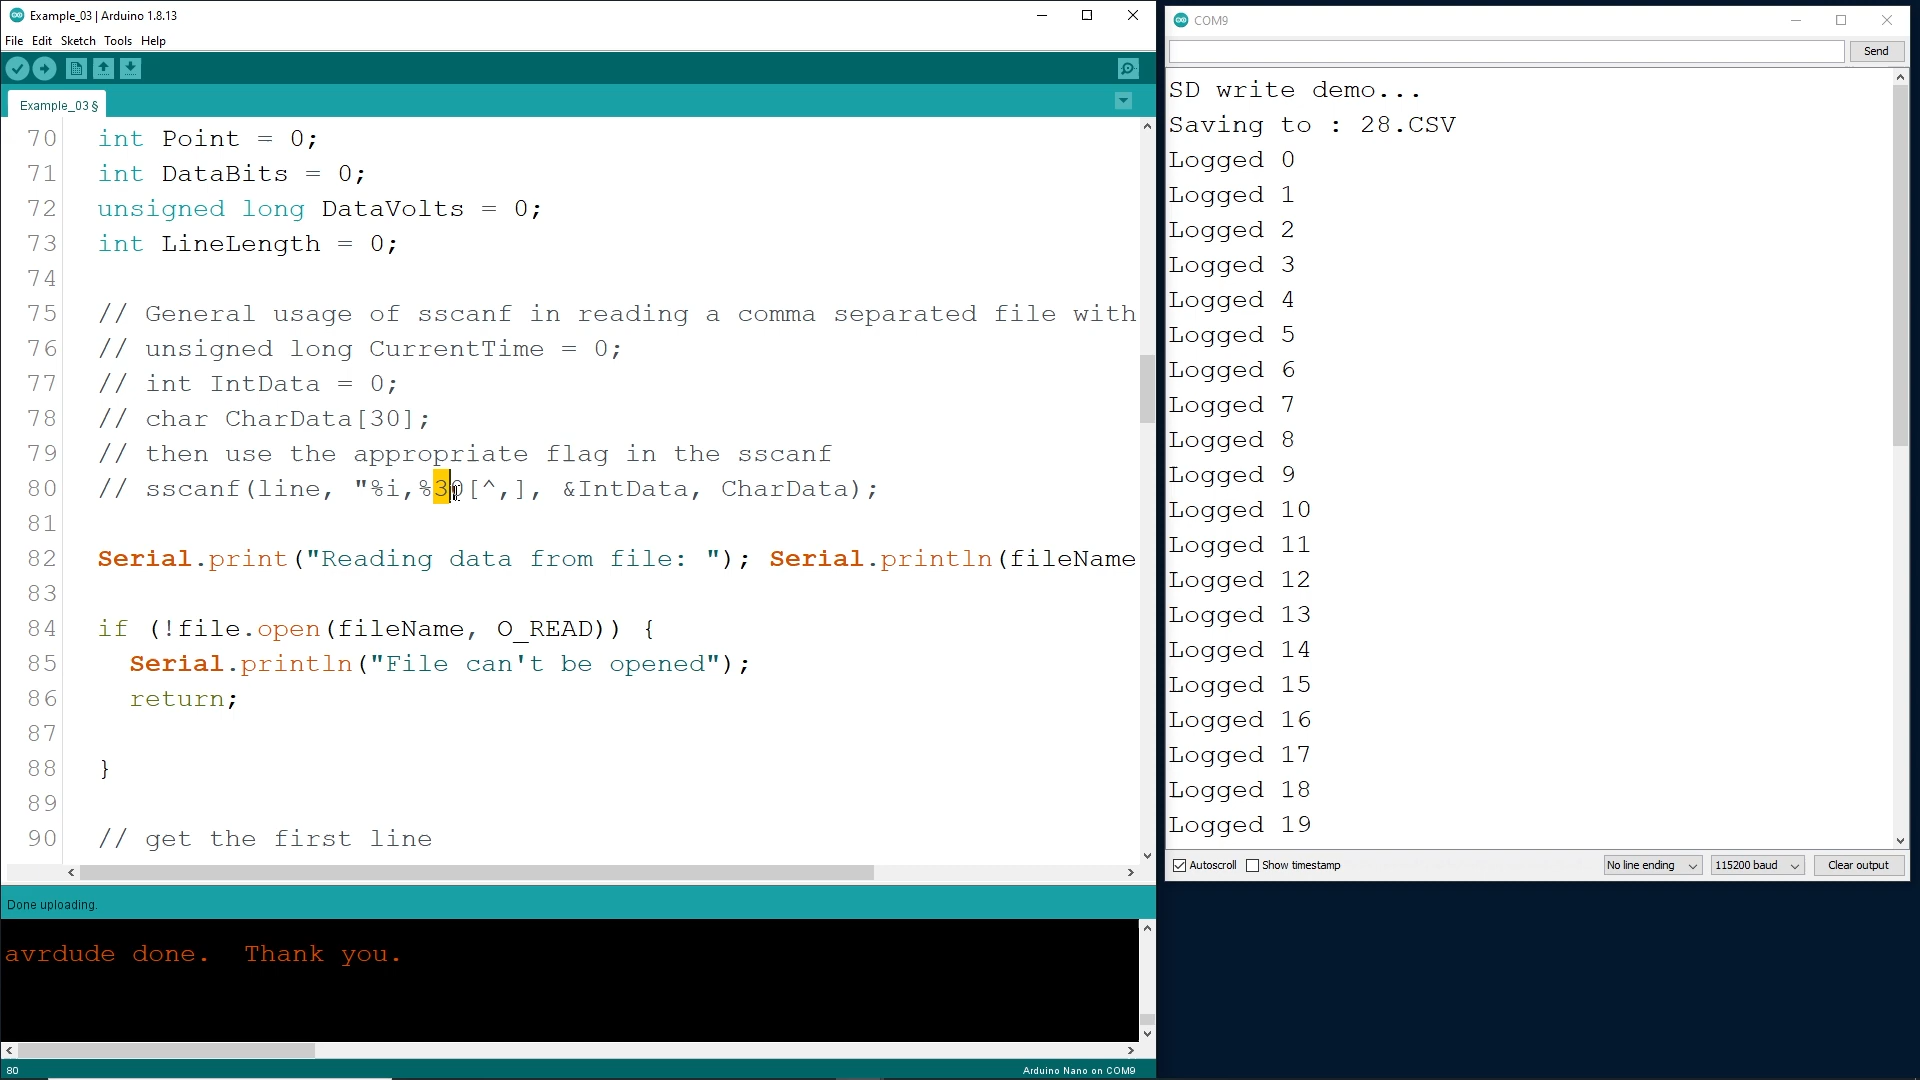 Example_03 | Arduino 1.8.13
File Edit Sketch Tools Help
Example_03 §
70 int Point = 0;
71 int DataBits = 0;
72 unsigned long DataVolts = 0;
73 int LineLength = 0;
74
75 // General usage of sscanf in reading a comma separated file with
76 // unsigned long CurrentTime = 0;
77 // int IntData = 0;
78 // char CharData[30];
79 // then use the appropriate flag in the sscanf
80 // sscanf(line, "%i,%30[^,], &IntData, CharData);
81
82 Serial.print("Reading data from file: "); Serial.println(fileName
83
84 if (!file.open(fileName, O_READ)) {
85 Serial.println("File can't be opened");
86 return;
87
88 }
89
90 // get the first line
Done uploading.
avrdude done.  Thank you.
80
Arduino Nano on COM9
COM9
Send
SD write demo...
Saving to : 28.CSV
Logged 0
Logged 1
Logged 2
Logged 3
Logged 4
Logged 5
Logged 6
Logged 7
Logged 8
Logged 9
Logged 10
Logged 11
Logged 12
Logged 13
Logged 14
Logged 15
Logged 16
Logged 17
Logged 18
Logged 19
Autoscroll Show timestamp No line ending 115200 baud Clear output